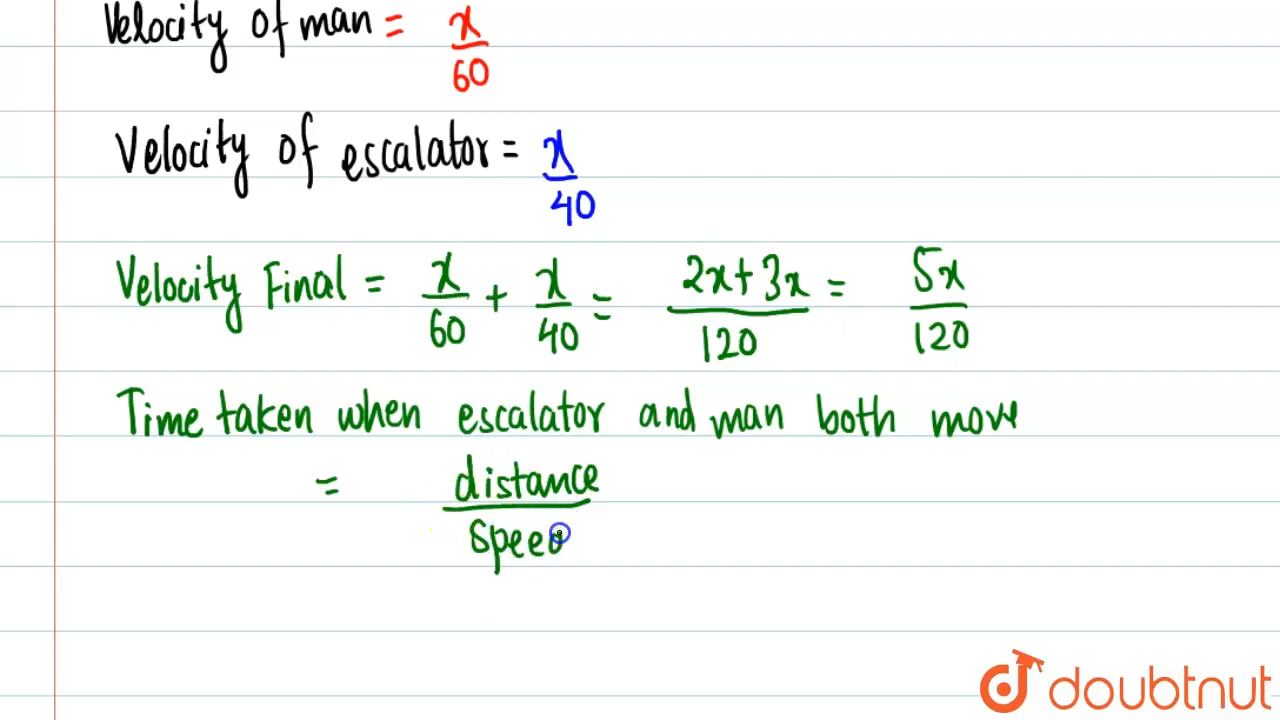 Velocity of man = x/60
Velocity of escalator = x/40
Velocity Final = x/60 + x/40 = 2x+3x/120 = 5x/120
Time taken when escalator and man both move
= distance/speed
doubtnut